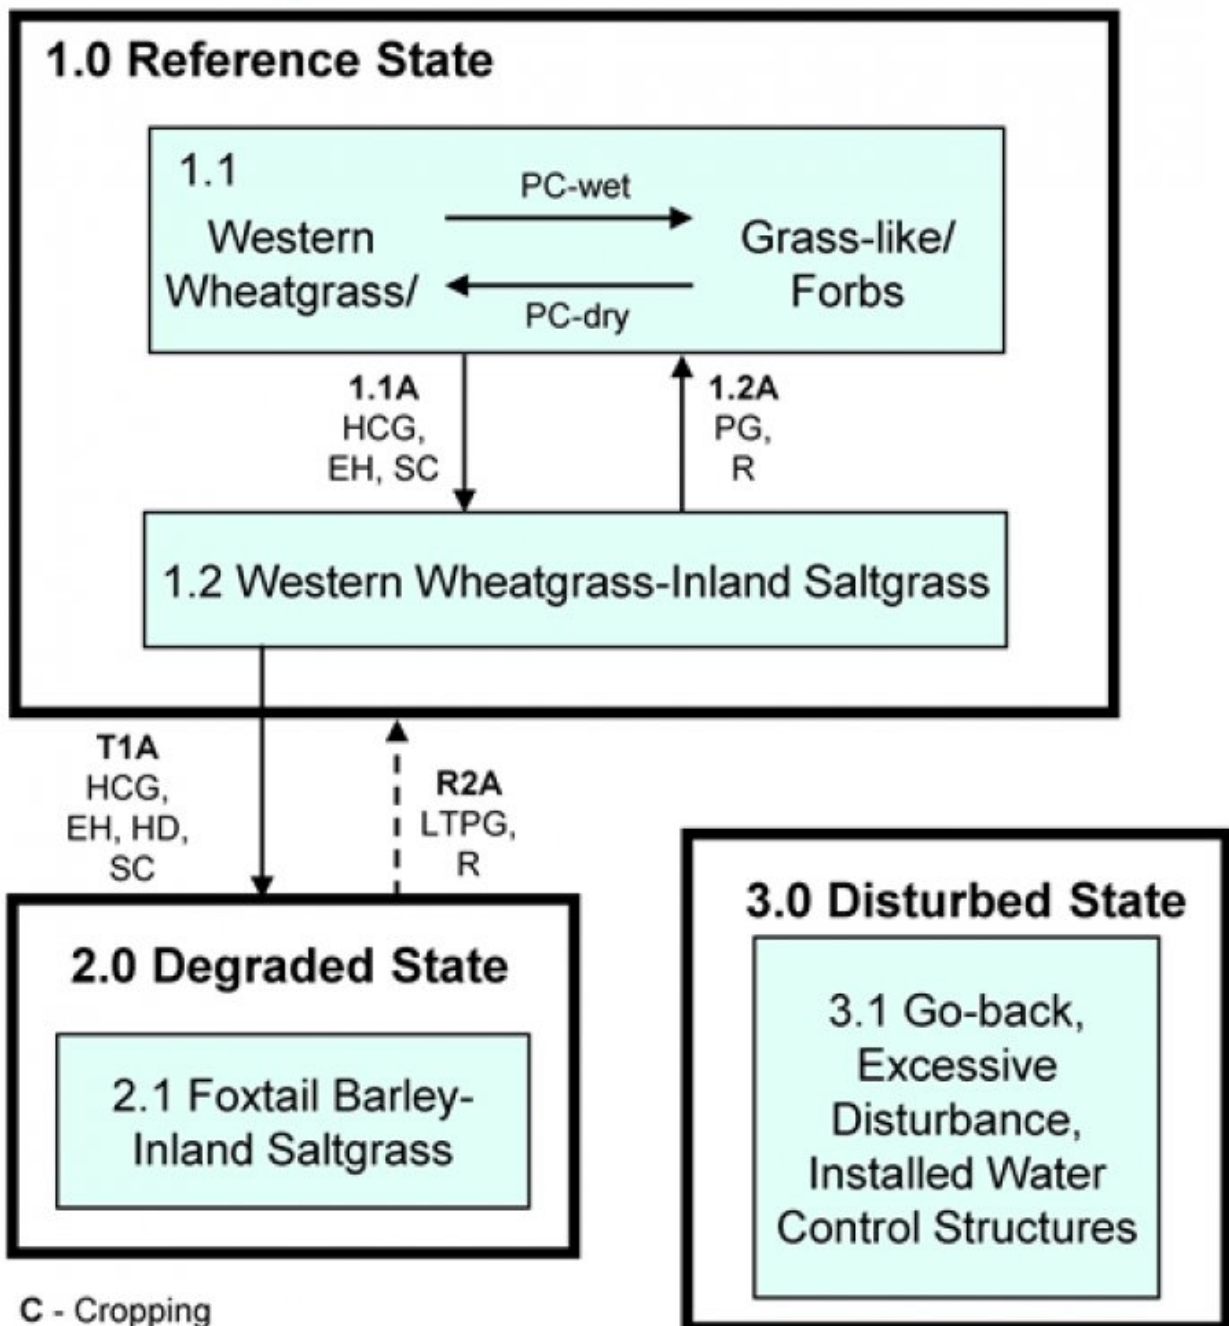 1.0 Reference State
1.1
PC-wet
Western
Wheatgrass/
Grass-like/
Forbs
PC-dry
1.1A
HCG,
EH, SC
1.2A
PG,
R
1.2 Western Wheatgrass-Inland Saltgrass
T1A
HCG,
EH, HD,
SC
R2A
LTPG,
R
2.0 Degraded State
2.1 Foxtail Barley-
Inland Saltgrass
3.0 Disturbed State
3.1 Go-back,
Excessive
Disturbance,
Installed Water
Control Structures
C - Cropping